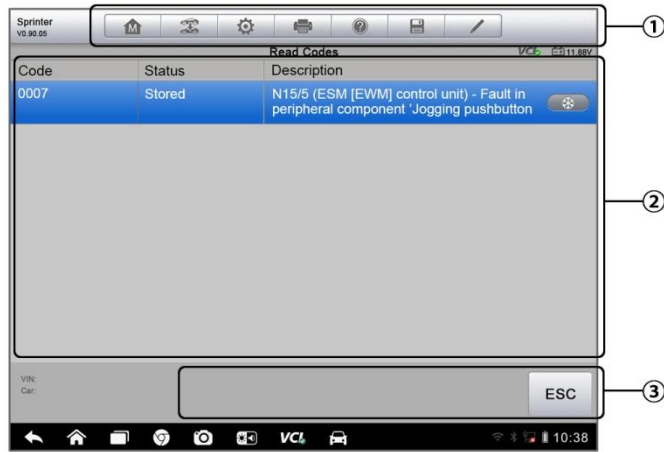 Sprinter
V0.90.05
M
①
Read Codes
VCI 11.88V
Code Status Description
0007 Stored N15/5 (ESM [EWM] control unit) - Fault in
peripheral component 'Jogging pushbutton
②
VIN:
Car:
ESC
③
VCI 10:38